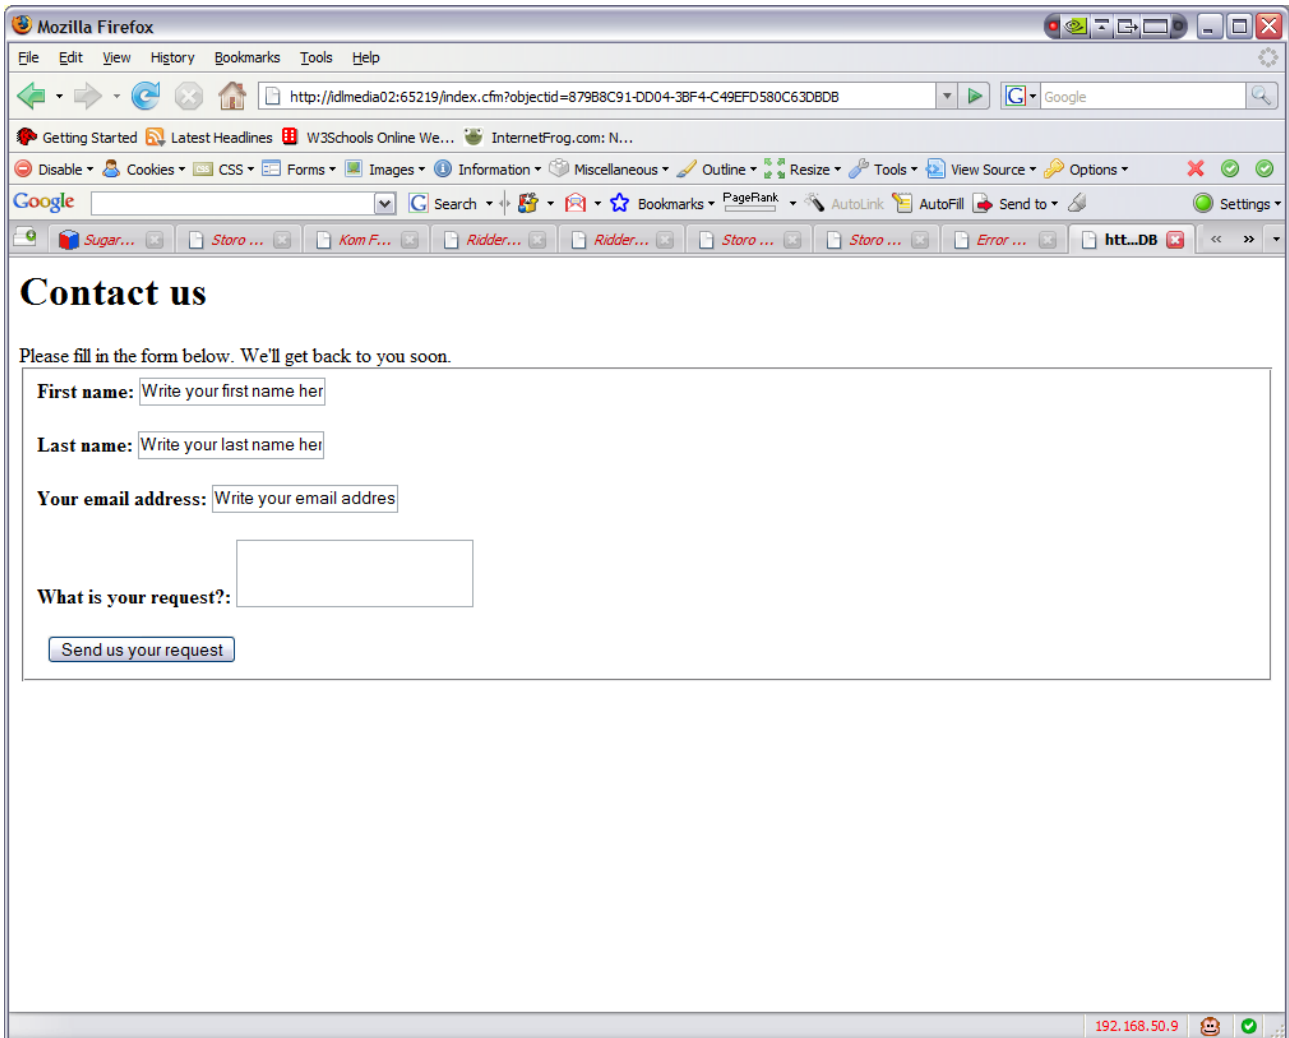 Mozilla Firefox
File Edit View History Bookmarks Tools Help
http://idlmedia02:65219/index.cfm?objectid=879B8C91-DD04-3BF4-C49EFD580C63DBDB G Google
Getting Started Latest Headlines W3Schools Online We... InternetFrog.com: N...
Disable Cookies CSS Forms Images Information Miscellaneous Outline Resize Tools View Source Options
Google G Search Bookmarks PageRank AutoLink AutoFill Send to Settings
Sugar... Storo ... Kom F... Ridder... Ridder... Storo ... Storo ... Error ... htt...DB
Contact us
Please fill in the form below. We'll get back to you soon.
First name: Write your first name her
Last name: Write your last name her
Your email address: Write your email addres
What is your request?:
Send us your request
192.168.50.9